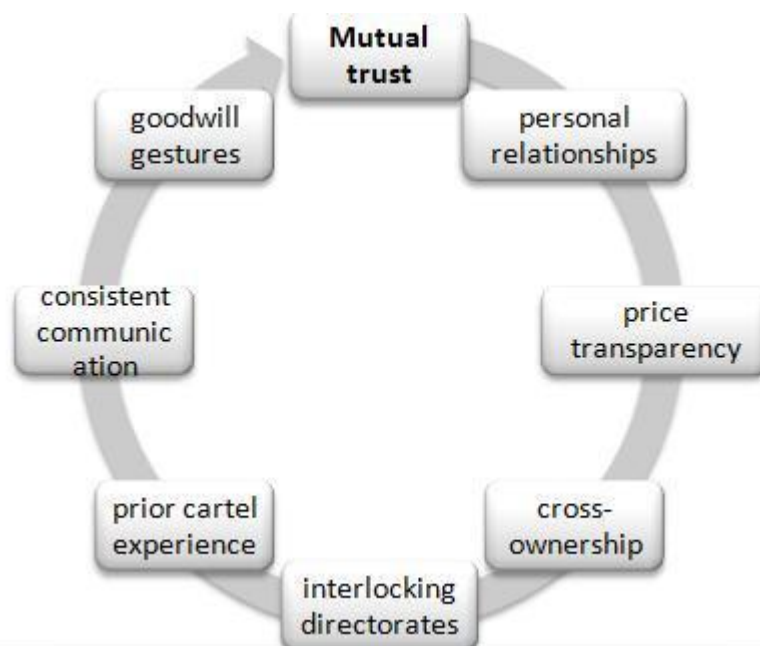 Mutual
trust
personal
relationships
price
transparency
cross-
ownership
interlocking
directorates
prior cartel
experience
consistent
communic
ation
goodwill
gestures